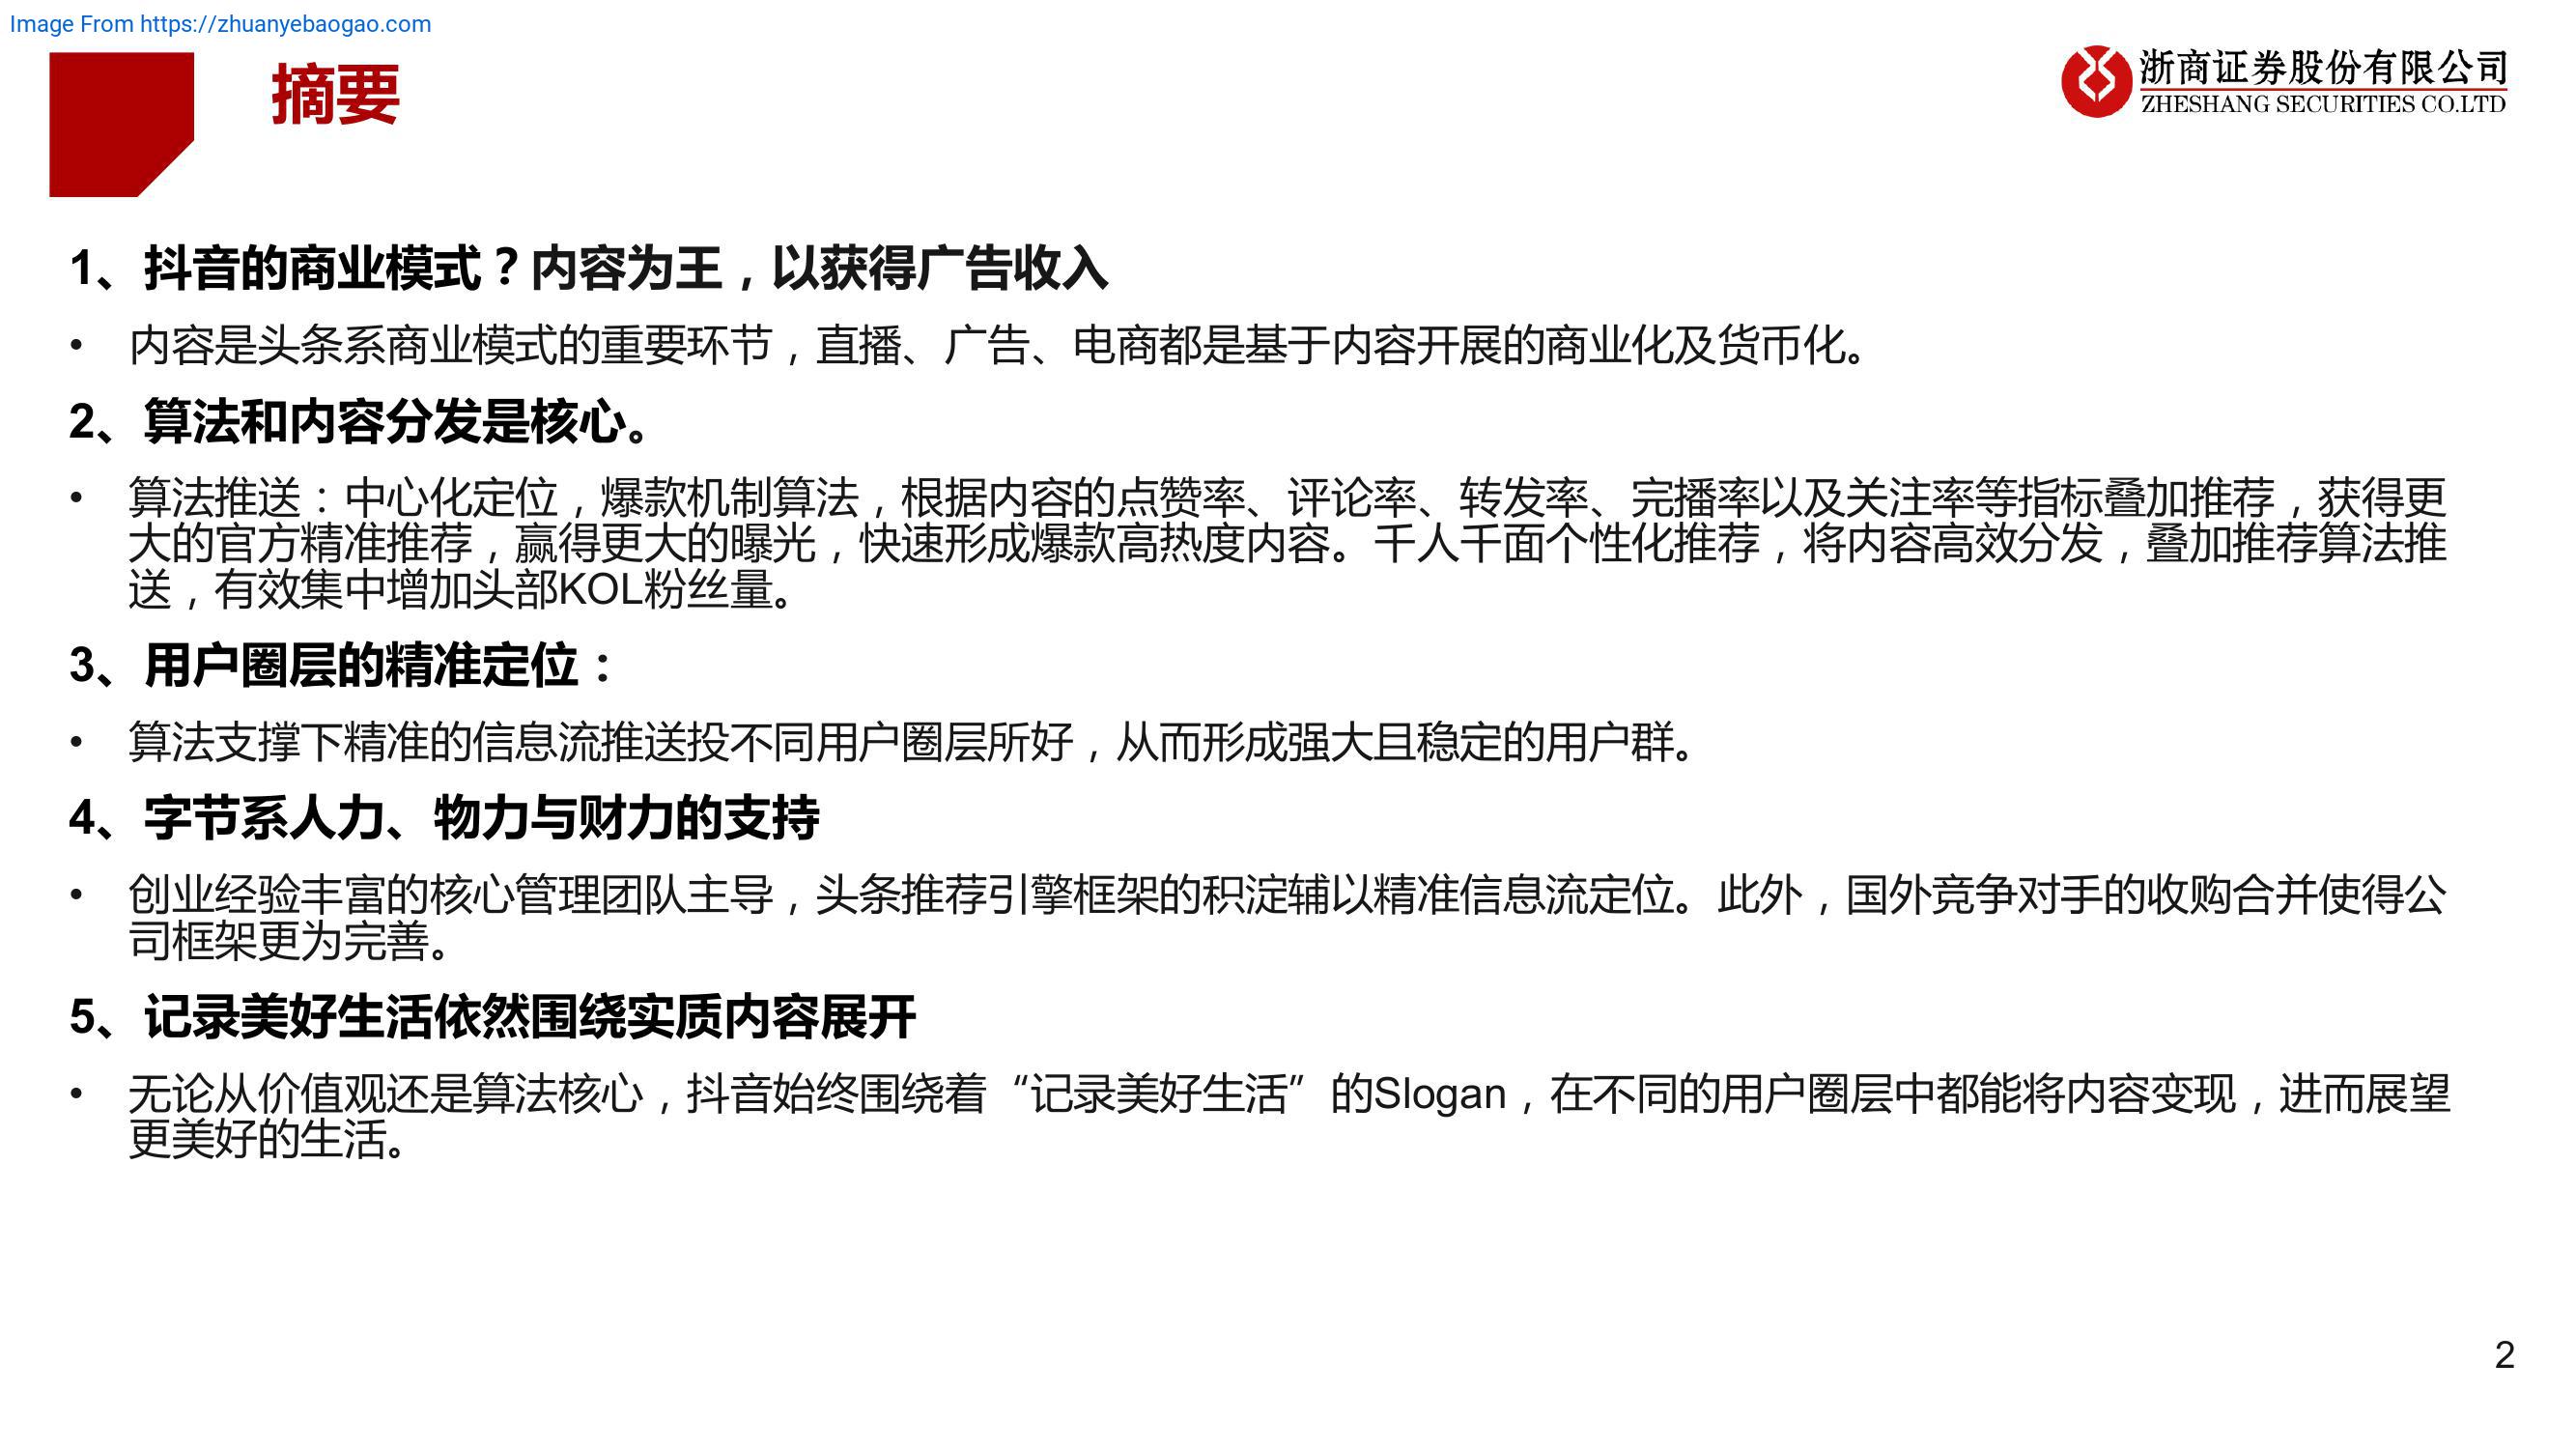 Image From https://zhuanyebaogao.com
摘要
浙商证券股份有限公司
ZHESHANG SECURITIES CO.LTD
1、抖音的商业模式？内容为王，以获得广告收入
• 内容是头条系商业模式的重要环节，直播、广告、电商都是基于内容开展的商业化及货币化。
2、算法和内容分发是核心。
• 算法推送：中心化定位，爆款机制算法，根据内容的点赞率、评论率、转发率、完播率以及关注率等指标叠加推荐，获得更
大的官方精准推荐，赢得更大的曝光，快速形成爆款高热度内容。千人千面个性化推荐，将内容高效分发，叠加推荐算法推
送，有效集中增加头部KOL粉丝量。
3、用户圈层的精准定位：
• 算法支撑下精准的信息流推送投不同用户圈层所好，从而形成强大且稳定的用户群。
4、字节系人力、物力与财力的支持
• 创业经验丰富的核心管理团队主导，头条推荐引擎框架的积淀辅以精准信息流定位。此外，国外竞争对手的收购合并使得公
司框架更为完善。
5、记录美好生活依然围绕实质内容展开
• 无论从价值观还是算法核心，抖音始终围绕着“记录美好生活”的Slogan，在不同的用户圈层中都能将内容变现，进而展望
更美好的生活。
2